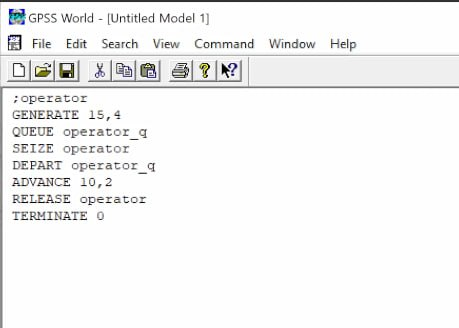 GPSS World - [Untitled Model 1]
File Edit Search View Command Window Help
;operator
GENERATE 15,4
QUEUE operator_q
SEIZE operator
DEPART operator_q
ADVANCE 10,2
RELEASE operator
TERMINATE 0